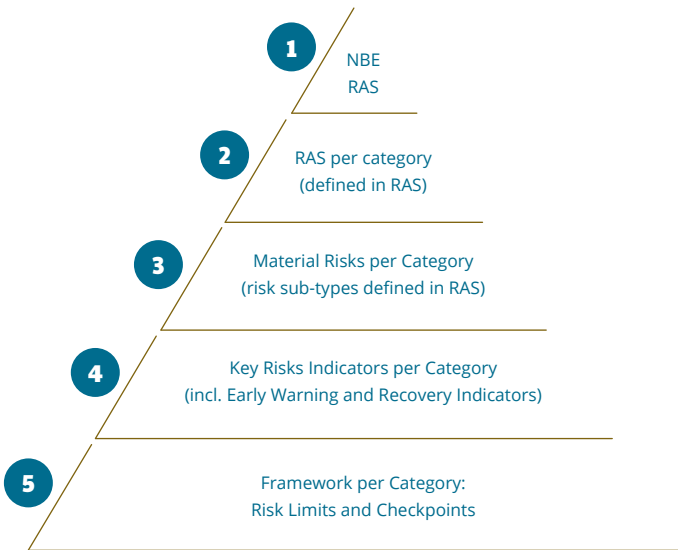 1
NBE
RAS
2
RAS per category
(defined in RAS)
3
Material Risks per Category
(risk sub-types defined in RAS)
4
Key Risks Indicators per Category
(incl. Early Warning and Recovery Indicators)
5
Framework per Category:
Risk Limits and Checkpoints